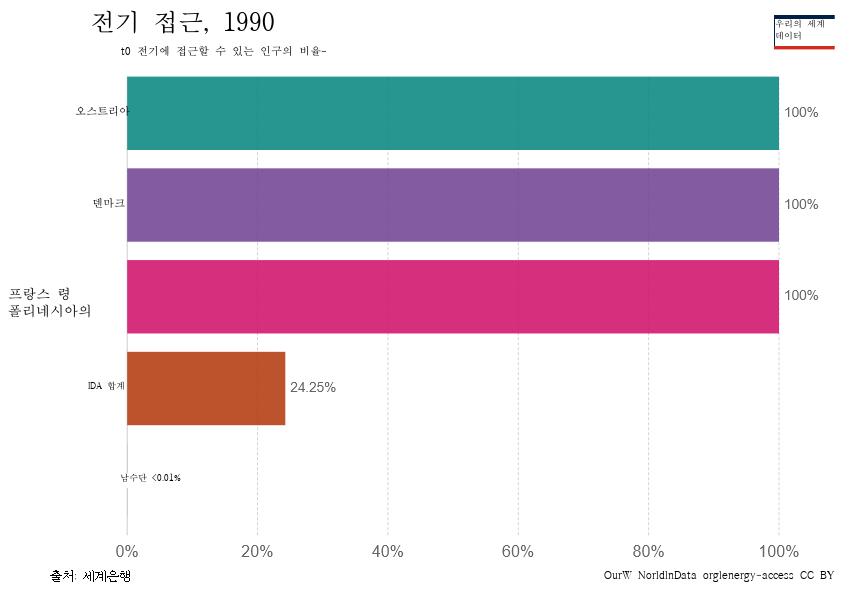 전기 접근, 1990
t0 전기에 접근할 수 있는 인구의 비율-
우리의 세계
데이터
오스트리아
100%
덴마크
100%
프랑스 령
폴리네시아의
100%
IDA 합계
24.25%
남수단 <0.01%
0%
20%
40%
60%
80%
100%
출처: 세계은행
OurW NorldinData orglenergy-access CC BY